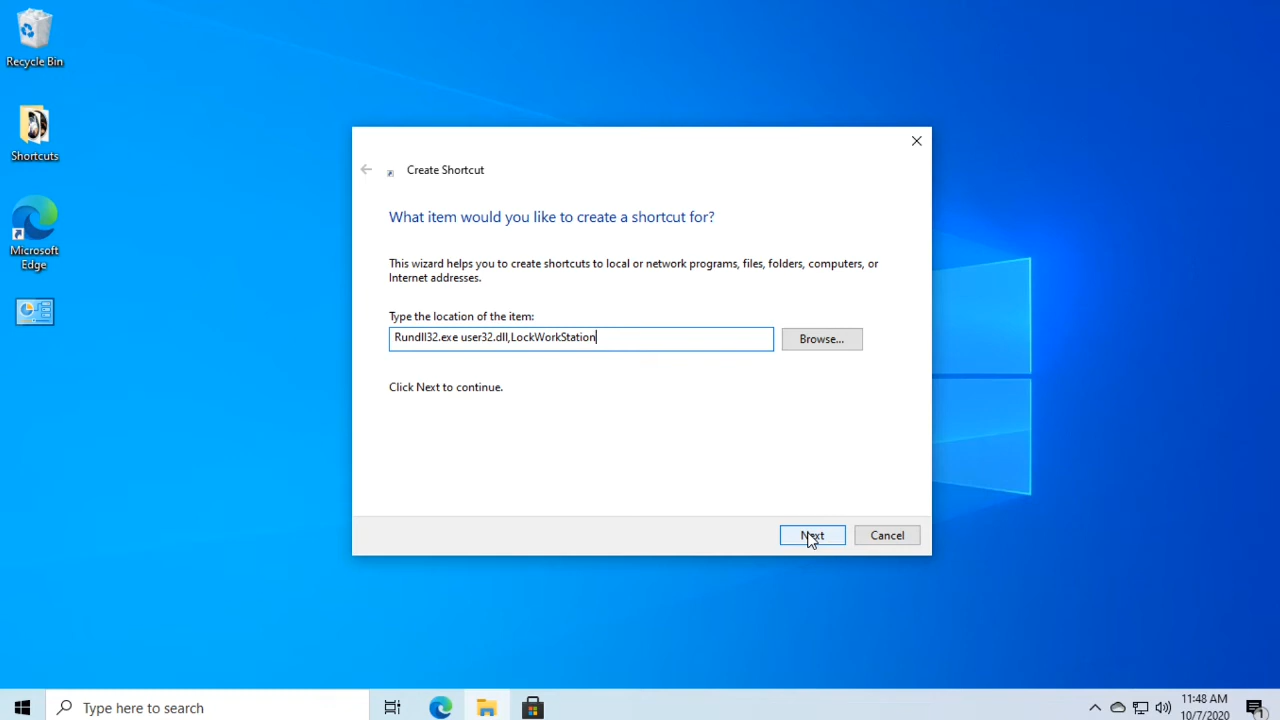 Recycle Bin
Shortcuts
Microsoft
Edge
Create Shortcut
What item would you like to create a shortcut for?
This wizard helps you to create shortcuts to local or network programs, files, folders, computers, or
Internet addresses.
Type the location of the item:
Rundll32.exe user32.dll,LockWorkStation
Browse...
Click Next to continue.
Next
Cancel
Type here to search
11:48 AM
10/7/2020
1